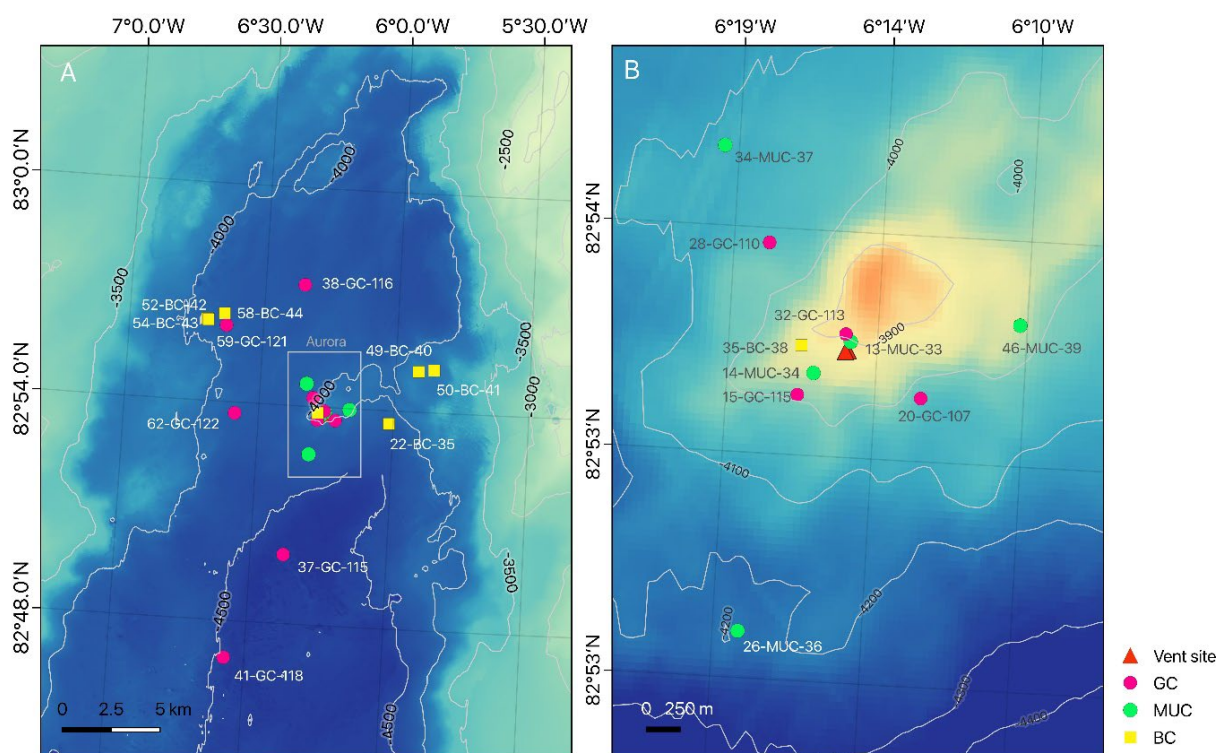 7°0.0'W 6°30.0'W 6°0.0'W 5°30.0'W
6°19'W 6°14'W 6°10'W
A
B
83°0.0'N
82°54.0'N
82°48.0'N
82°54'N
82°53'N
82°53'N
-4000
-2500
-4000
-3500
38-GC-116
52-BC-42
54-BC-43
58-BC-44
59-GC-121
Aurora
49-BC-40
-3500
50-BC-41
-3000
-4000
62-GC-122
22-BC-35
37-GC-115
-3500
-4500
41-GC-118
-4500
0 2.5 5 km
34-MUC-37
-4000
-4000
28-GC-110
32-GC-113
-3900
35-BC-38
13-MUC-33
46-MUC-39
14-MUC-34
15-GC-115
20-GC-107
-4100
-4200
-4200
26-MUC-36
-4300
-4400
0 250 m
Vent site
GC
MUC
BC